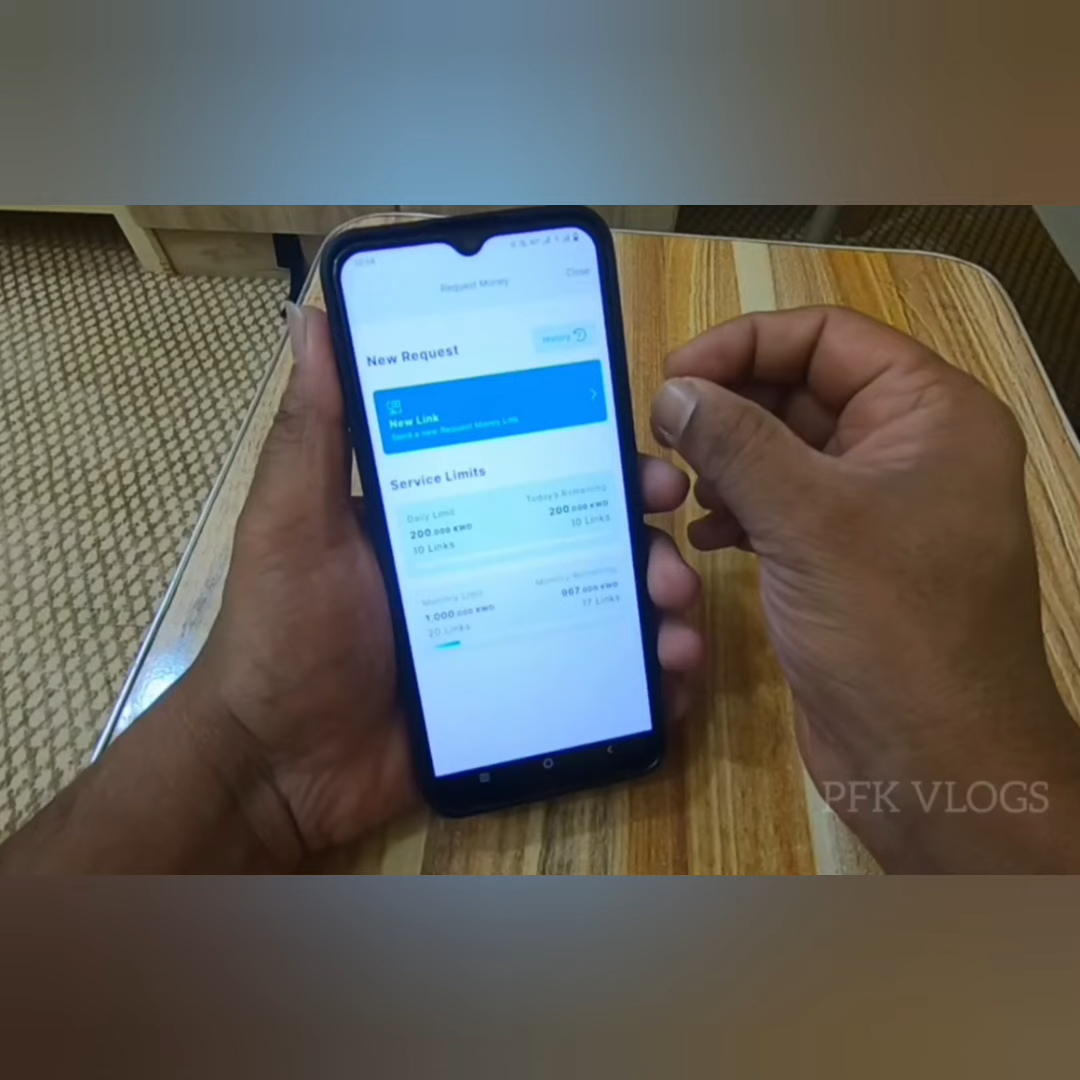 Request Money
Close
History
New Request
New Link
Send a new Request Money Link
Service Limits
Daily Limit
200.000 KWD
10 Links
Today's Remaining
200.000 KWD
10 Links
Monthly Limit
1,000.000 KWD
20 Links
Monthly Remaining
967.000 KWD
17 Links
PFK VLOGS